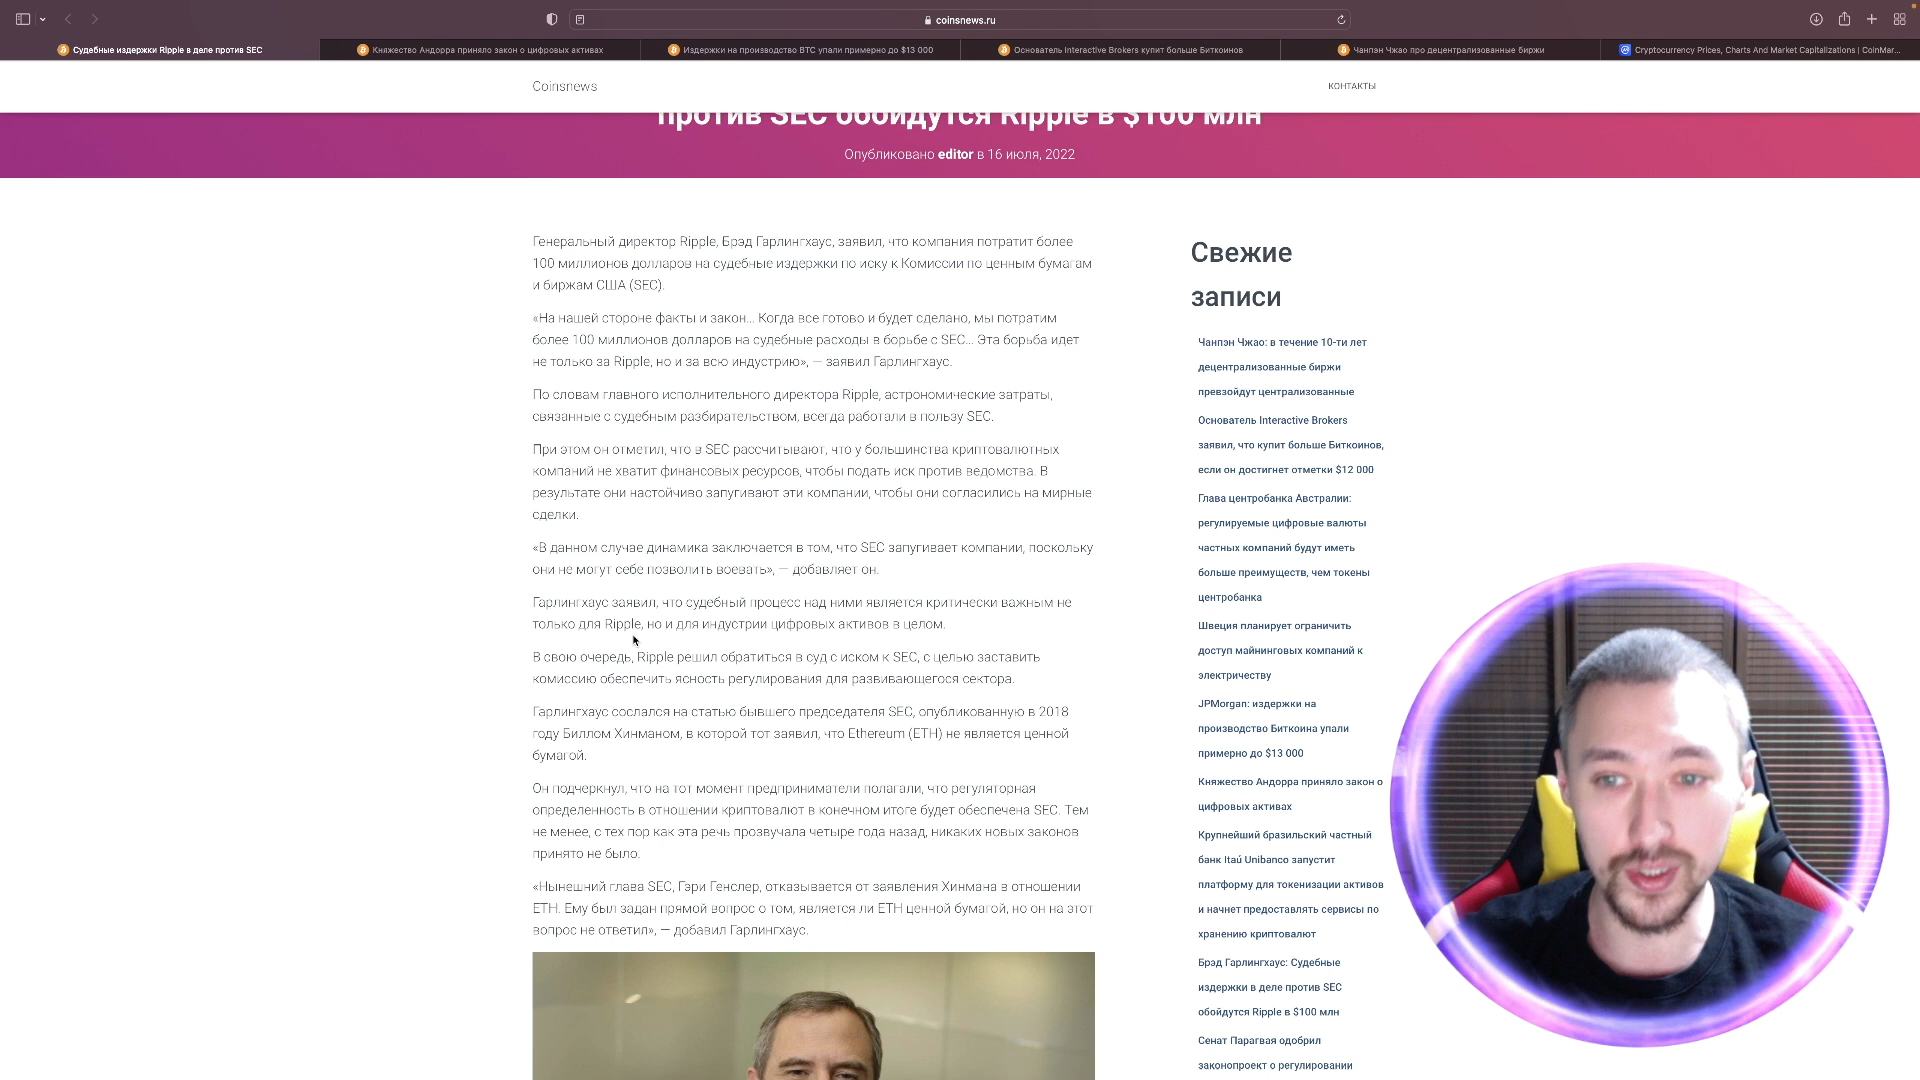 coinsnews.ru
Судебные издержки Ripple в деле против SEC
Княжество Андорра приняло закон о цифровых активах
Издержки на производство BTC упали примерно до $13 000
Основатель Interactive Brokers купит больше Биткоинов
Чанпэн Чжао про децентрализованные биржи
Cryptocurrency Prices, Charts And Market Capitalizations | CoinMar...
Coinsnews
КОНТАКТЫ
против SEC обойдутся Ripple в $100 млн
Опубликовано editor в 16 июля, 2022
Генеральный директор Ripple, Брэд Гарлингхаус, заявил, что компания потратит более
100 миллионов долларов на судебные издержки по иску к Комиссии по ценным бумагам
и биржам США (SEC).
«На нашей стороне факты и закон... Когда все готово и будет сделано, мы потратим
более 100 миллионов долларов на судебные расходы в борьбе с SEC... Эта борьба идет
не только за Ripple, но и за всю индустрию», — заявил Гарлингхаус.
По словам главного исполнительного директора Ripple, астрономические затраты,
связанные с судебным разбирательством, всегда работали в пользу SEC.
При этом он отметил, что в SEC рассчитывают, что у большинства криптовалютных
компаний не хватит финансовых ресурсов, чтобы подать иск против ведомства. В
результате они настойчиво запугивают эти компании, чтобы они согласились на мирные
сделки.
«В данном случае динамика заключается в том, что SEC запугивает компании, поскольку
они не могут себе позволить воевать», — добавляет он.
Гарлингхаус заявил, что судебный процесс над ними является критически важным не
только для Ripple, но и для индустрии цифровых активов в целом.
В свою очередь, Ripple решил обратиться в суд с иском к SEC, с целью заставить
комиссию обеспечить ясность регулирования для развивающегося сектора.
Гарлингхаус сослался на статью бывшего председателя SEC, опубликованную в 2018
году Биллом Хинманом, в которой тот заявил, что Ethereum (ETH) не является ценной
бумагой.
Он подчеркнул, что на тот момент предприниматели полагали, что регуляторная
определенность в отношении криптовалют в конечном итоге будет обеспечена SEC. Тем
не менее, с тех пор как эта речь прозвучала четыре года назад, никаких новых законов
принято не было.
«Нынешний глава SEC, Гэри Генслер, отказывается от заявления Хинмана в отношении
ETH. Ему был задан прямой вопрос о том, является ли ETH ценной бумагой, но он на этот
вопрос не ответил», — добавил Гарлингхаус.
Свежие
записи
Чанпэн Чжао: в течение 10-ти лет
децентрализованные биржи
превзойдут централизованные
Основатель Interactive Brokers
заявил, что купит больше Биткоинов,
если он достигнет отметки $12 000
Глава центробанка Австралии:
регулируемые цифровые валюты
частных компаний будут иметь
больше преимуществ, чем токены
центробанка
Швеция планирует ограничить
доступ майнинговых компаний к
электричеству
JPMorgan: издержки на
производство Биткоина упали
примерно до $13 000
Княжество Андорра приняло закон о
цифровых активах
Крупнейший бразильский частный
банк Itaú Unibanco запустит
платформу для токенизации активов
и начнет предоставлять сервисы по
хранению криптовалют
Брэд Гарлингхаус: Судебные
издержки в деле против SEC
обойдутся Ripple в $100 млн
Сенат Парагвая одобрил
законопроект о регулировании